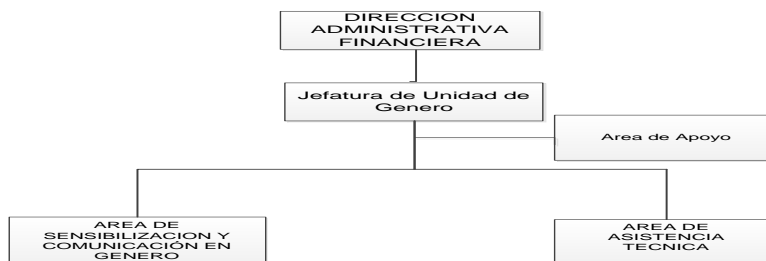 DIRECCION
ADMINISTRATIVA
FINANCIERA
Jefatura de Unidad de
Genero
Area de Apoyo
AREA DE
SENSIBILIZACION Y
COMUNICACIÓN EN
GENERO
AREA DE
ASISTENCIA
TECNICA